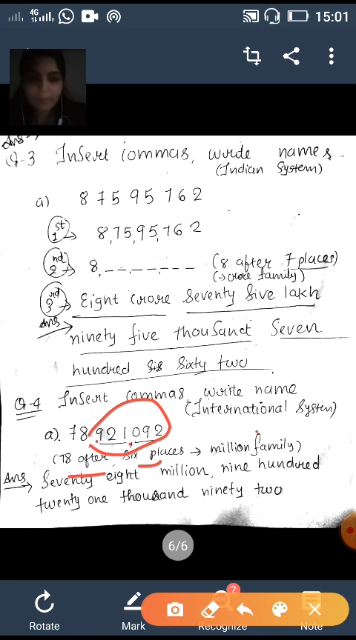 4G
15:01
Ans→
Q-3 Insert commas, write names.
(Indian System)
a) 8 7 5 9 5 7 6 2
1st → 8,75,95,762
2nd → 8,_ _,_ _,_ _ _ (8 after 7 places)
(→ crore family)
3rd → Eight crore seventy five lakh
Ans → ninety five thousand seven
hundred sixty two
Q-4 Insert commas, write name
(International System)
a). 78,921,092
(78 after six places → million family)
Ans → Seventy eight million, nine hundred
twenty one thousand ninety two
6/6
2
Rotate Mark Recognize Note